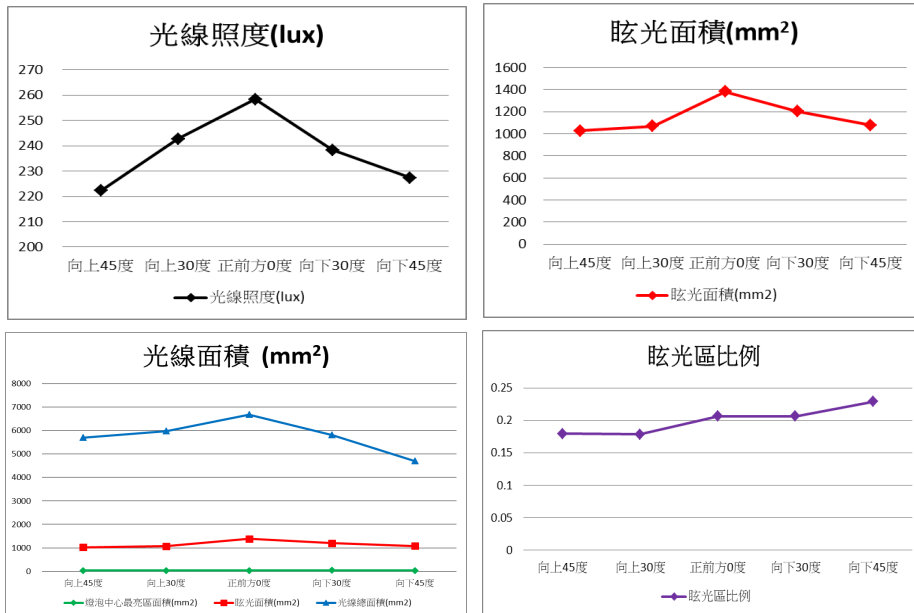 光線照度(lux)
270
260
250
240
230
220
210
200
向上45度 向上30度 正前方0度 向下30度 向下45度
光線照度(lux)
眩光面積(mm²)
1600
1400
1200
1000
800
600
400
200
0
向上45度 向上30度 正前方0度 向下30度 向下45度
眩光面積(mm2)
光線面積 (mm²)
8000
7000
6000
5000
4000
3000
2000
1000
0
向上45度 向上30度 正前方0度 向下30度 向下45度
燈泡中心最亮區面積(mm2) 眩光面積(mm2) 光線總面積(mm2)
眩光區比例
0.25
0.2
0.15
0.1
0.05
0
向上45度 向上30度 正前方0度 向下30度 向下45度
眩光區比例